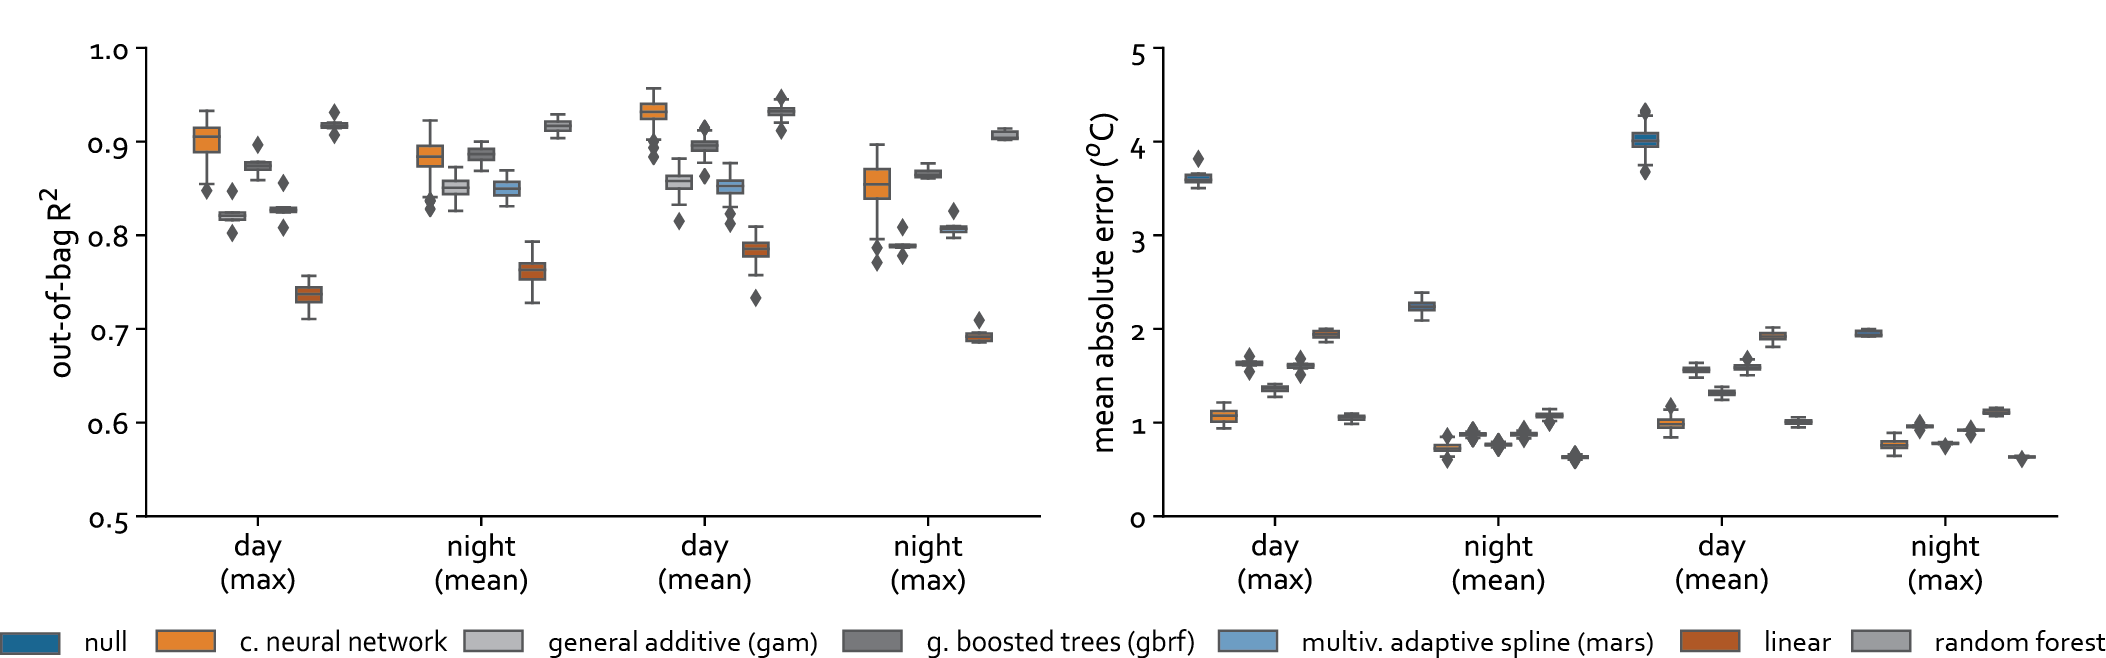 out-of-bag R²
1.0
0.9
0.8
0.7
0.6
0.5
day
(max)
night
(mean)
day
(mean)
night
(max)
mean absolute error (°C)
5
4
3
2
1
0
day
(max)
night
(mean)
day
(mean)
night
(max)
null c. neural network general additive (gam) g. boosted trees (gbrf) multiv. adaptive spline (mars) linear random forest